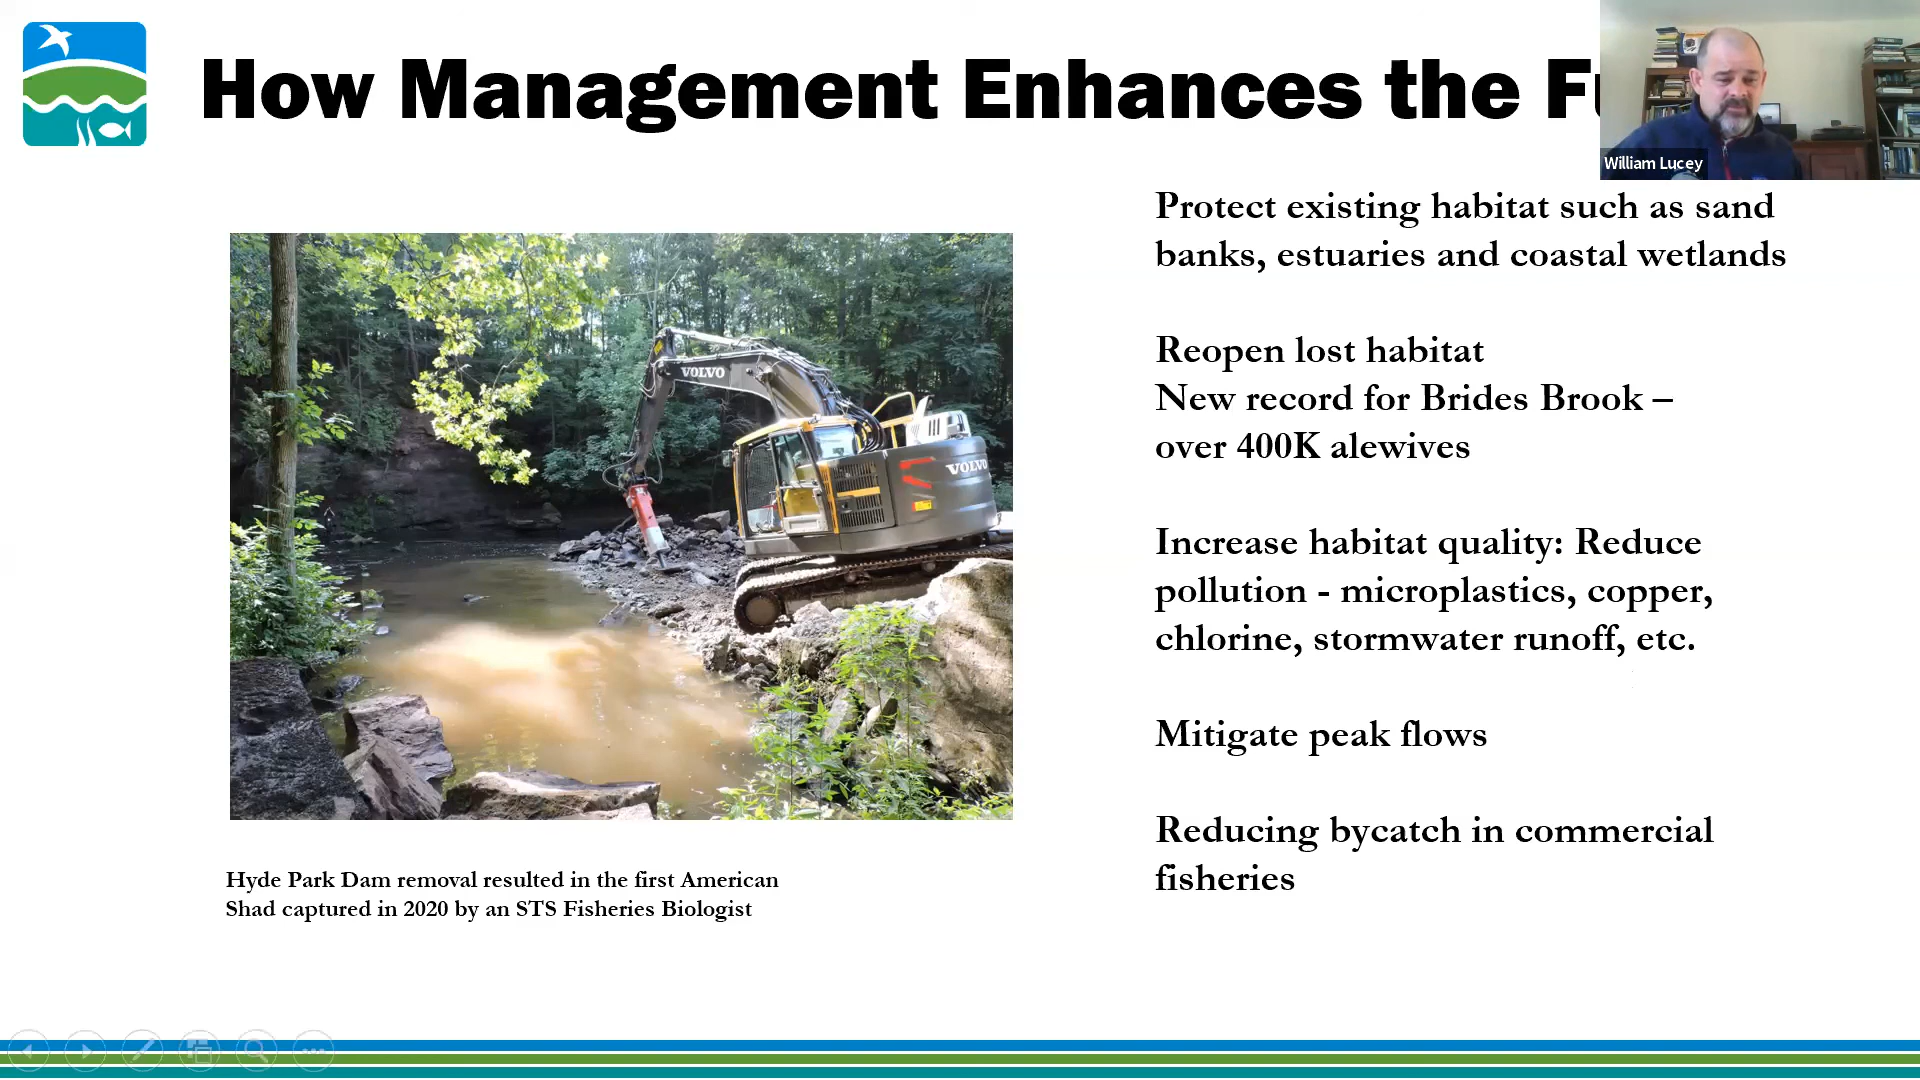 How Management Enhances the F
William Lucey
Protect existing habitat such as sand
banks, estuaries and coastal wetlands
Reopen lost habitat
New record for Brides Brook –
over 400K alewives
Increase habitat quality: Reduce
pollution - microplastics, copper,
chlorine, stormwater runoff, etc.
Mitigate peak flows
Reducing bycatch in commercial
fisheries
VOLVO
VOLVO
Hyde Park Dam removal resulted in the first American
Shad captured in 2020 by an STS Fisheries Biologist